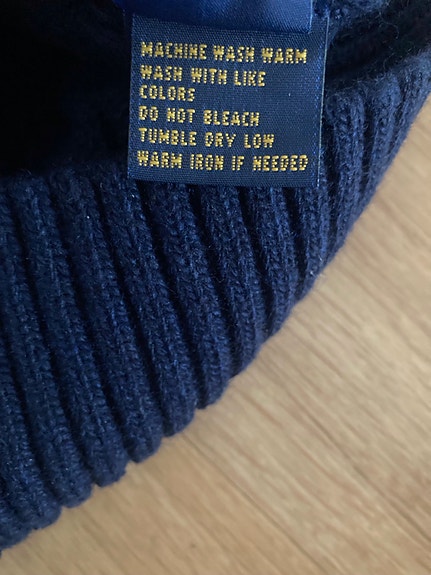 MACHINE WASH WARM
WASH WITH LIKE
COLORS
DO NOT BLEACH
TUMBLE DRY LOW
WARM IRON IF NEEDED